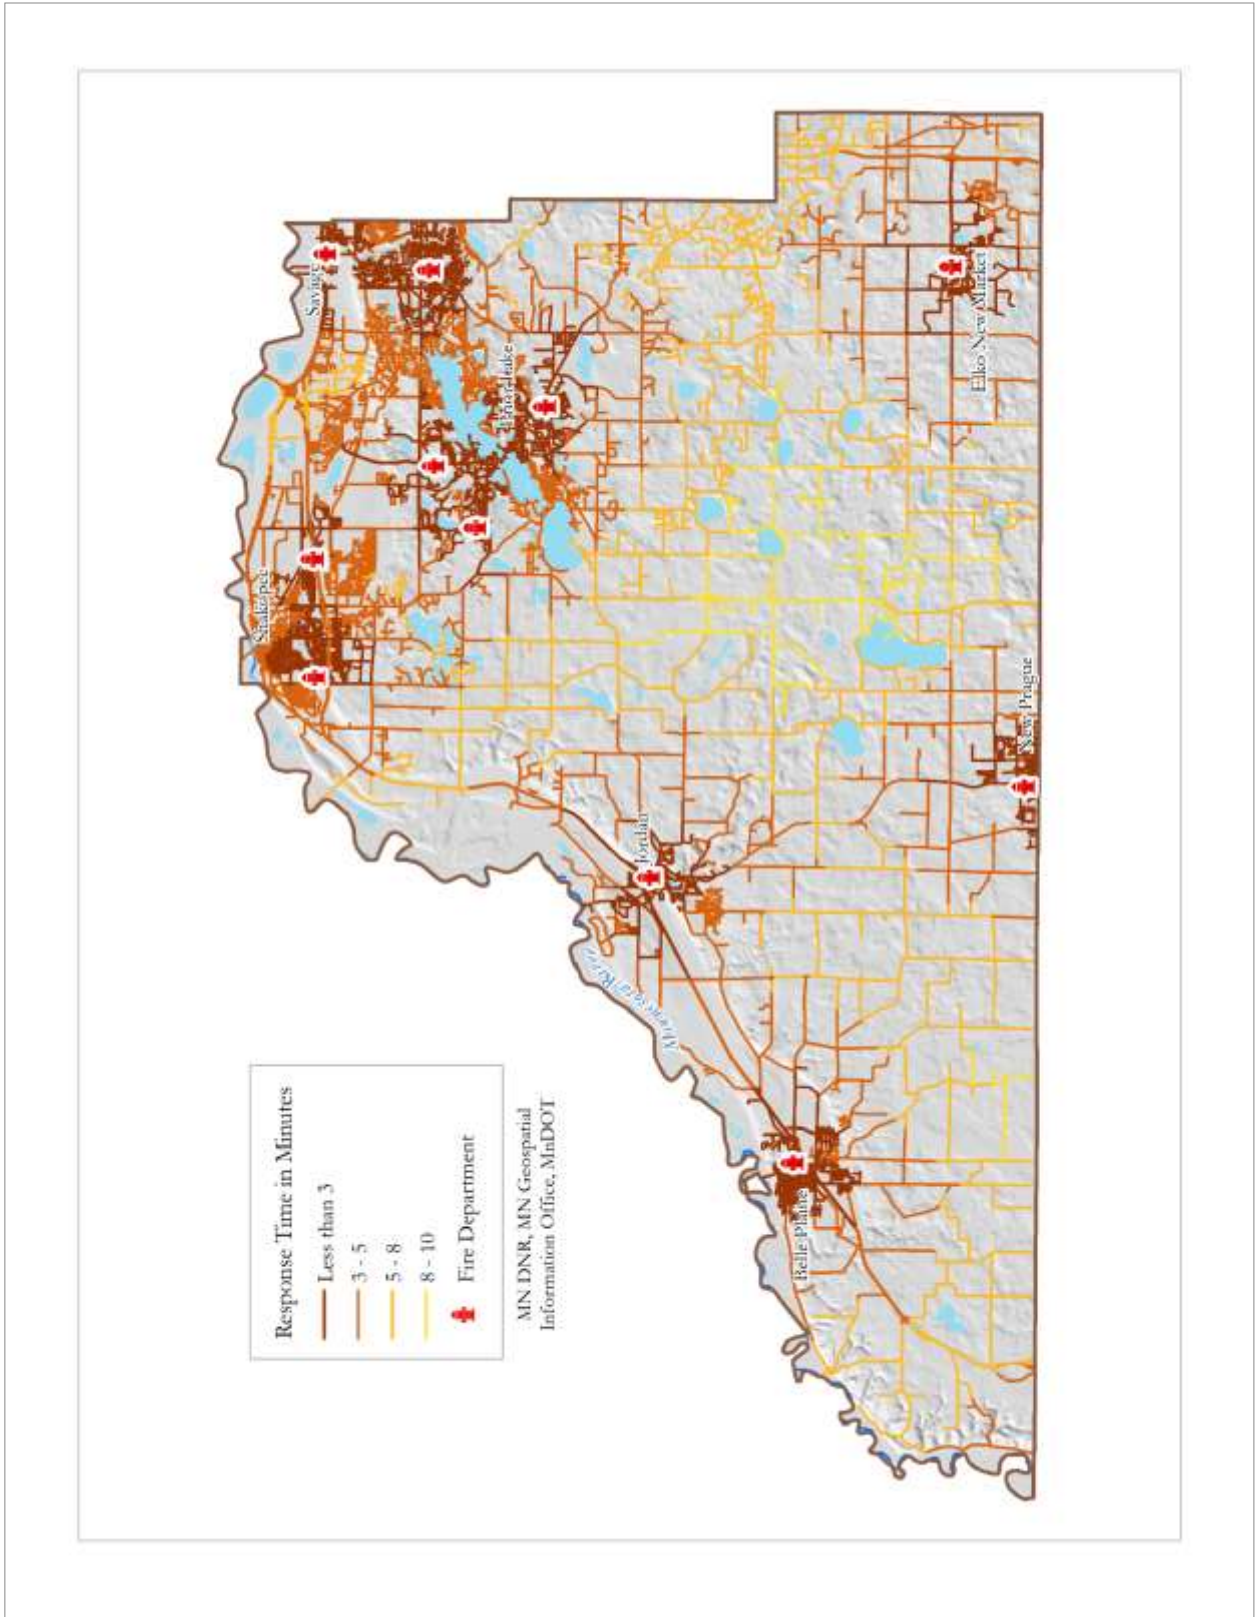 Savage
Shakopee
Prior Lake
Elko New Market
Jordan
New Prague
Minnesota River
Belle Plaine
Response Time in Minutes
Less than 3
3 - 5
5 - 8
8 - 10
Fire Department
MN DNR, MN Geospatial
Information Office, MnDOT